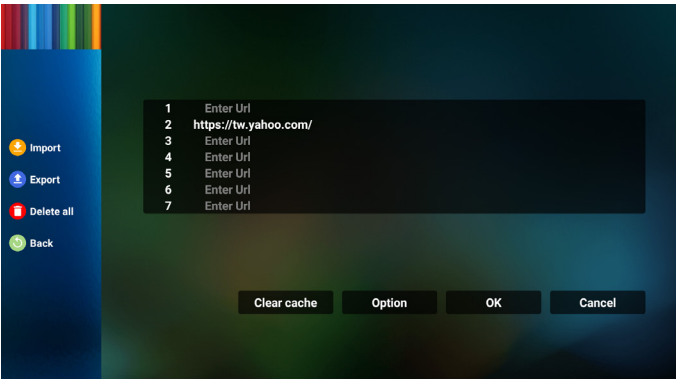 Import
Export
Delete all
Back
1 Enter Url
2 https://tw.yahoo.com/
3 Enter Url
4 Enter Url
5 Enter Url
6 Enter Url
7 Enter Url
Clear cache Option OK Cancel